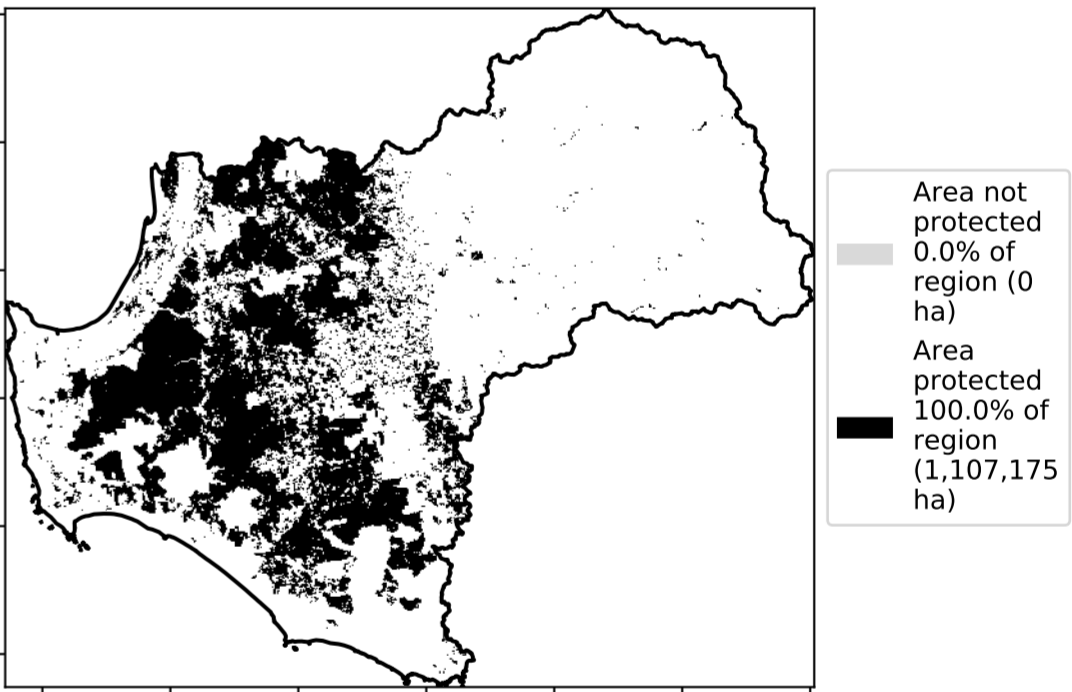 Area not
protected
0.0% of
region (0
ha)
Area
protected
100.0% of
region
(1,107,175
ha)